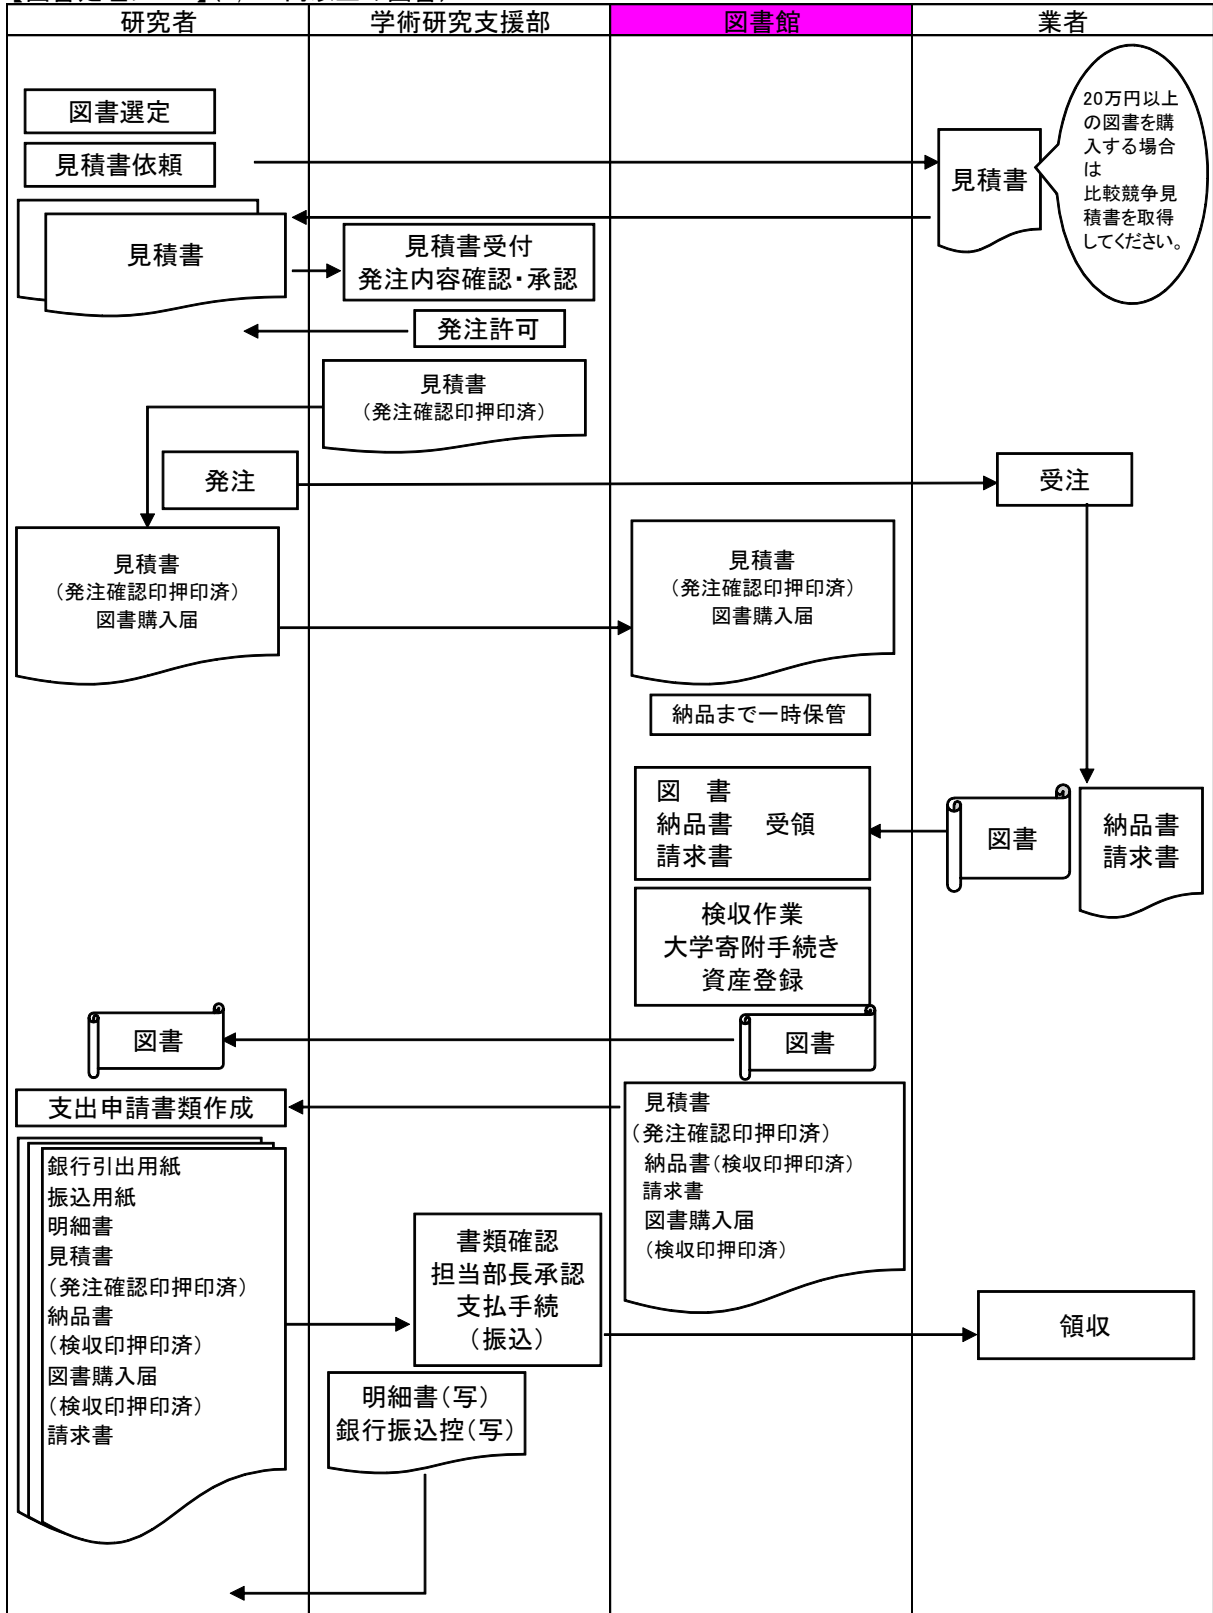 研究者
学術研究支援部
図書館
業者
図書選定
見積書依頼
見積書
20万円以上
の図書を購
入する場合
は
比較競争見
積書を取得
してください。
見積書
見積書受付
発注内容確認・承認
発注許可
見積書
(発注確認印押印済)
発注
受注
見積書
(発注確認印押印済)
図書購入届
見積書
(発注確認印押印済)
図書購入届
納品まで一時保管
図　書
納品書　受領
請求書
図書
納品書
請求書
検収作業
大学寄附手続き
資産登録
図書
図書
支出申請書類作成
見積書
(発注確認印押印済)
納品書(検収印押印済)
請求書
図書購入届
(検収印押印済)
銀行引出用紙
振込用紙
明細書
見積書
(発注確認印押印済)
納品書
(検収印押印済)
図書購入届
(検収印押印済)
請求書
書類確認
担当部長承認
支払手続
(振込)
領収
明細書(写)
銀行振込控(写)